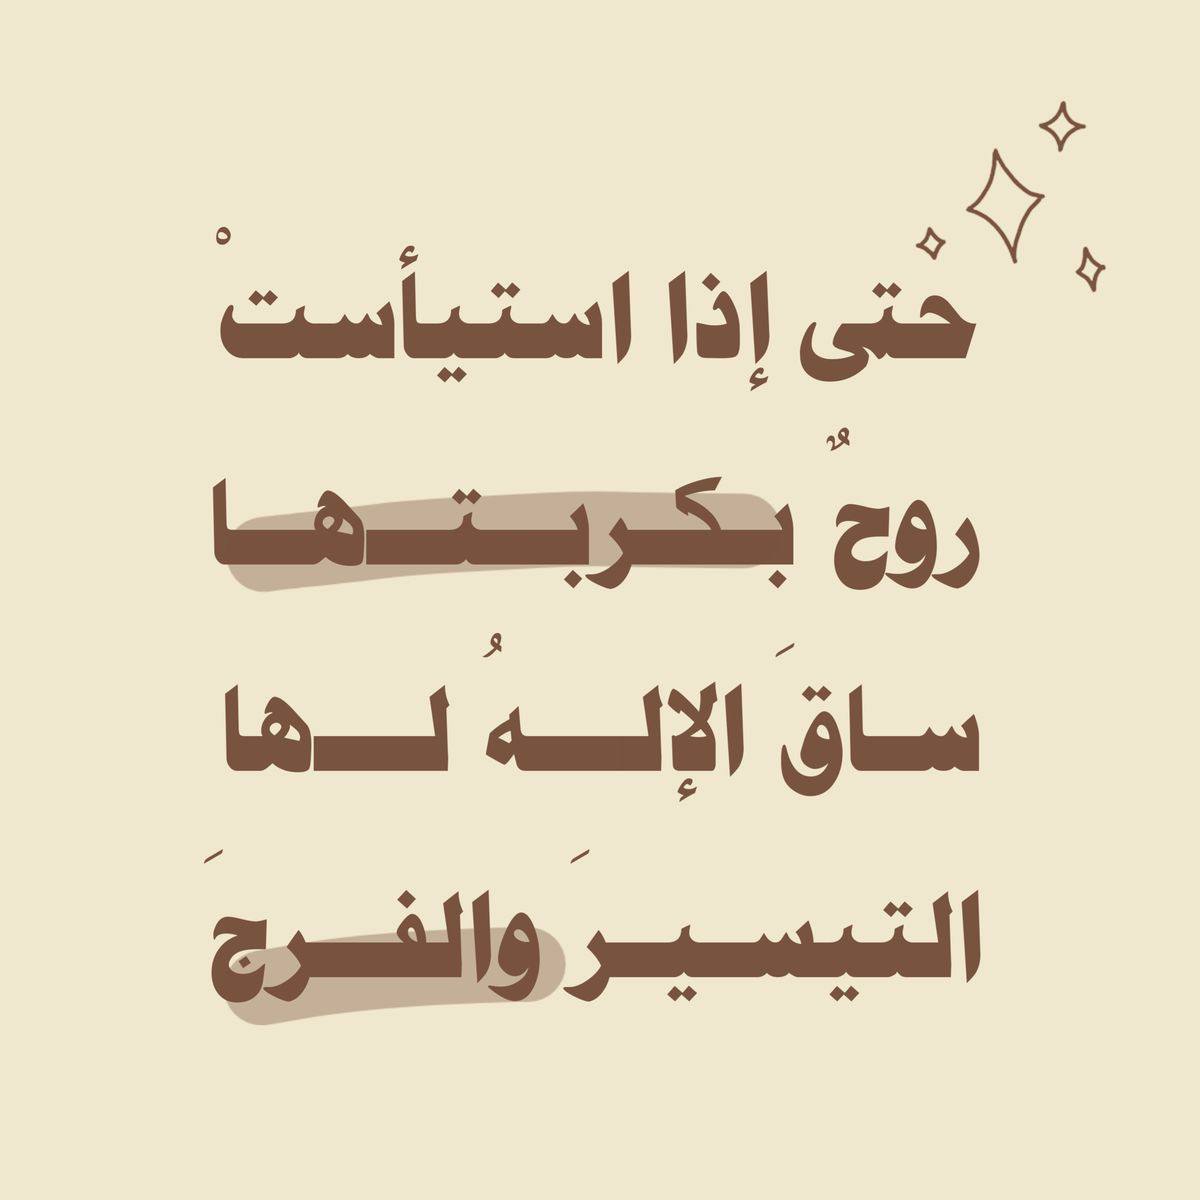 حتى إذا استيأستْ
روحٌ بكربتها
ساقَ الإلهُ لها
التيسيرَ والفرجَ